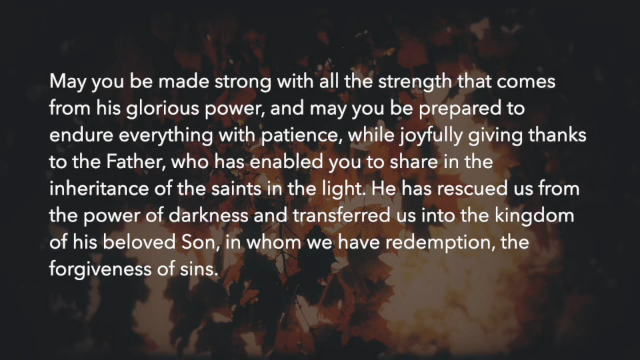 May you be made strong with all the strength that comes
from his glorious power, and may you be prepared to
endure everything with patience, while joyfully giving thanks
to the Father, who has enabled you to share in the
inheritance of the saints in the light. He has rescued us from
the power of darkness and transferred us into the kingdom
of his beloved Son, in whom we have redemption, the
forgiveness of sins.